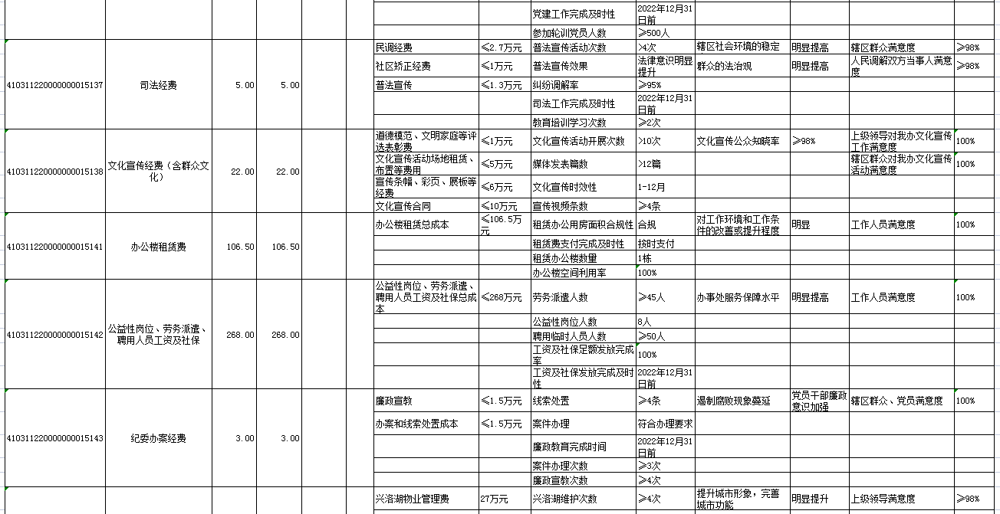 党建工作完成及时性 2022年12月31
日前
参加轮训党员人数 ≥500人
民调经费 ≤2.7万元 普法宣传活动次数 >4次 辖区社会环境的稳定 明显提高 辖区群众满意度 ≥98%
社区矫正经费 ≤1万元 普法宣传效果 法律意识明显
提升 群众的法治观 明显提高 人民调解双方当事人满意
度 ≥98%
410311220000000015137 司法经费 5.00 5.00 普法宣传 ≤1.3万元 纠纷调解率 ≥95%
司法工作完成及时性 2022年12月31
日前
教育培训学习次数 ≥2次
道德模范、文明家庭等评
选表彰费 ≤1万元 文化宣传活动开展次数 >10次 文化宣传公众知晓率 ≥98% 上级领导对我办文化宣传
工作满意度 100%
410311220000000015138 文化宣传经费（含群众文
化） 22.00 22.00 文化宣传活动场地租赁、
布置等费用 ≤5万元 媒体发表篇数 >12篇 辖区群众对我办文化宣传
活动满意度 100%
宣传条幅、彩页、展板等
经费 ≤6万元 文化宣传时效性 1-12月
文化宣传合同 ≤10万元 宣传视频条数 ≥4条
办公楼租赁总成本 ≤106.5万
元 租赁办公用房面积合规性 合规 对工作环境和工作条
件的改善或提升程度 明显 工作人员满意度 100%
410311220000000015141 办公楼租赁费 106.50 106.50 租赁费支付完成及时性 按时支付
租赁办公楼数量 1栋
办公楼空间利用率 100%
公益性岗位、劳务派遣、
聘用人员工资及社保总成
本 ≤268万元 劳务派遣人数 ≥45人 办事处服务保障水平 明显提高 工作人员满意度 100%
公益性岗位人数 8人
410311220000000015142 公益性岗位、劳务派遣、
聘用人员工资及社保 268.00 268.00 聘用临时人员人数 ≥50人
工资及社保足额发放完成
率 100%
工资及社保发放完成及时
性 2022年12月31
日前
廉政宣教 ≤1.5万元 线索处置 ≥4条 遏制腐败现象蔓延 党员干部廉政
意识加强 辖区群众、党员满意度 100%
办案和线索处置成本 ≤1.5万元 案件办理 符合办理要求
410311220000000015143 纪委办案经费 3.00 3.00 廉政教育完成时间 2022年12月31
日前
案件办理次数 ≥3次
廉政宣教次数 ≥4次
兴洛湖物业管理费 27万元 兴洛湖维护次数 ≥4次 提升城市形象，完善
城市功能 明显提升 上级领导满意度 ≥98%